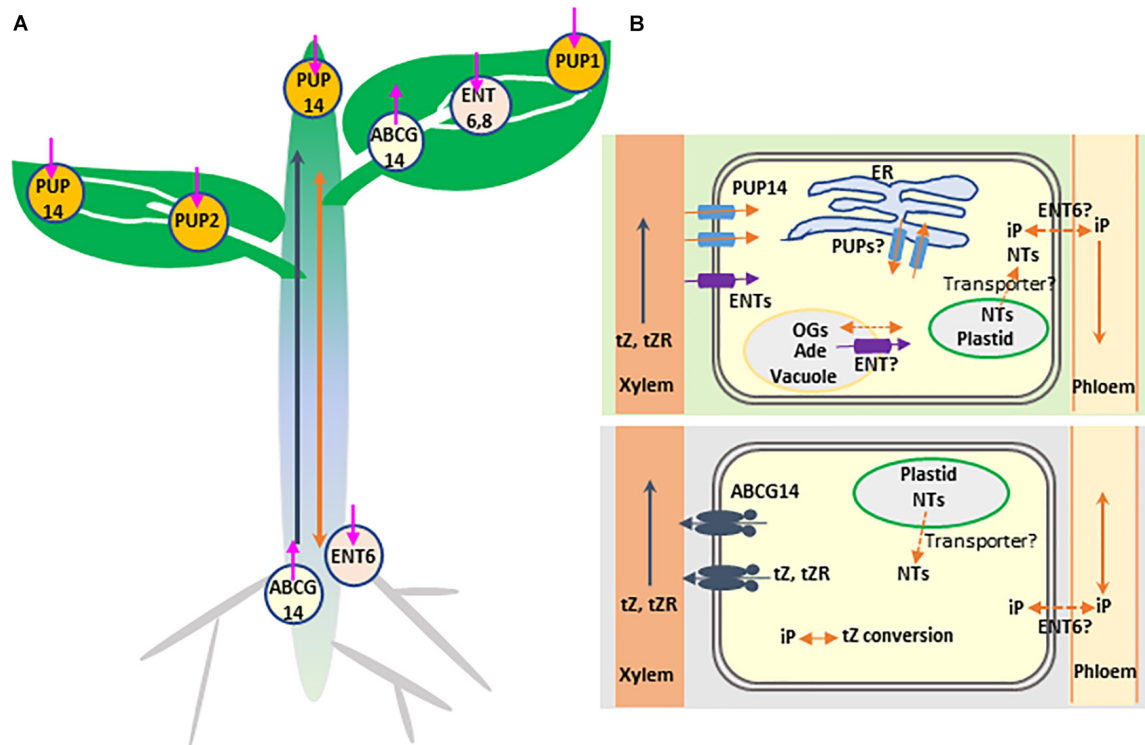 A
PUP
14
PUP1
ENT
6,8
ABCG
14
PUP
14
PUP2
ENT6
ABCG
14
B
PUP14
ER
ENT6?
iP
iP
PUPs?
NTs
ENTs
Transporter?
NTs
Plastid
OGs
Ade
ENT?
Vacuole
tZ, tZR
Xylem
Phloem
ABCG14
Plastid
NTs
Transporter?
NTs
tZ, tZR
tZ, tZR
iP
iP
ENT6?
iP
tZ conversion
Xylem
Phloem